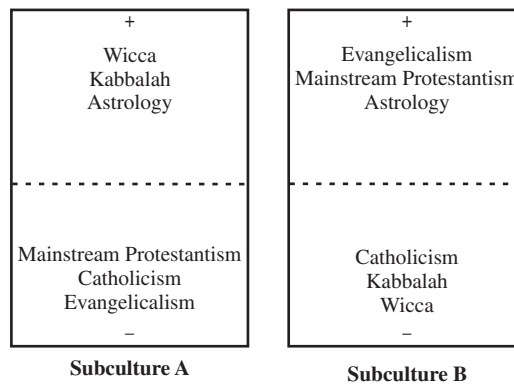 +
Wicca
Kabbalah
Astrology
Mainstream Protestantism
Catholicism
Evangelicalism
–
Subculture A
+
Evangelicalism
Mainstream Protestantism
Astrology
Catholicism
Kabbalah
Wicca
–
Subculture B